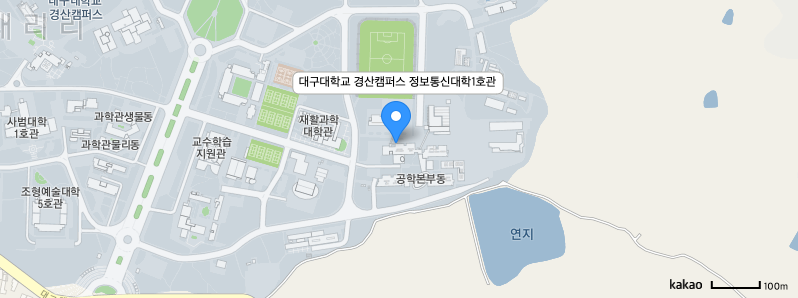 대구대학교
경산캠퍼스
캐리리
대구대학교 경산캠퍼스 정보통신대학1호관
사범대학
1호관
과학관생물동
과학관물리동
재활과학
대학관
교수학습
지원관
공학본부동
조형예술대학
5호관
연지
kakao
100m